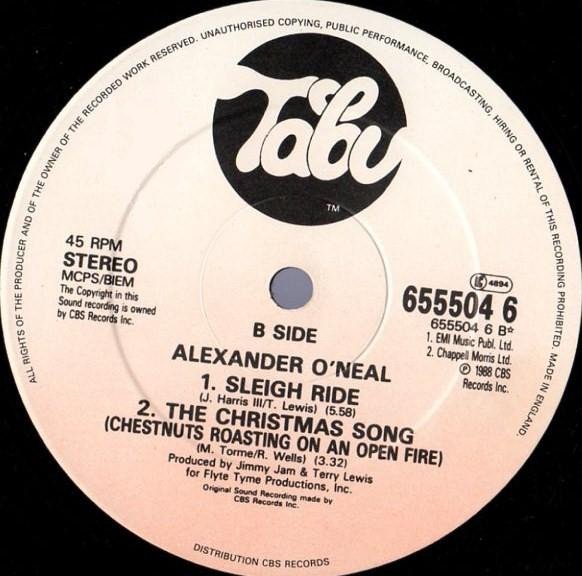 ALL RIGHTS OF THE PRODUCER AND OF THE OWNER OF THE RECORDED WORK RESERVED. UNAUTHORISED COPYING, PUBLIC PERFORMANCE, BROADCASTING, HIRING OR RENTAL OF THIS RECORDING PROHIBITED. MADE IN ENGLAND.
Tabu
TM
45 RPM
STEREO
MCPS/BIEM
The Copyright in this
Sound recording is owned
by CBS Records Inc.
LC 4894
655504 6
655504 6 B☆
1. EMI Music Publ. Ltd.
2. Chappell Morris Ltd.
Ⓟ 1988 CBS
Records Inc.
B SIDE
ALEXANDER O'NEAL
1. SLEIGH RIDE
(J. Harris III/T. Lewis) (5.58)
2. THE CHRISTMAS SONG
(CHESTNUTS ROASTING ON AN OPEN FIRE)
(M. Torme/R. Wells) (3.32)
Produced by Jimmy Jam & Terry Lewis
for Flyte Tyme Productions, Inc.
Original Sound Recording made by
CBS Records Inc.
DISTRIBUTION CBS RECORDS